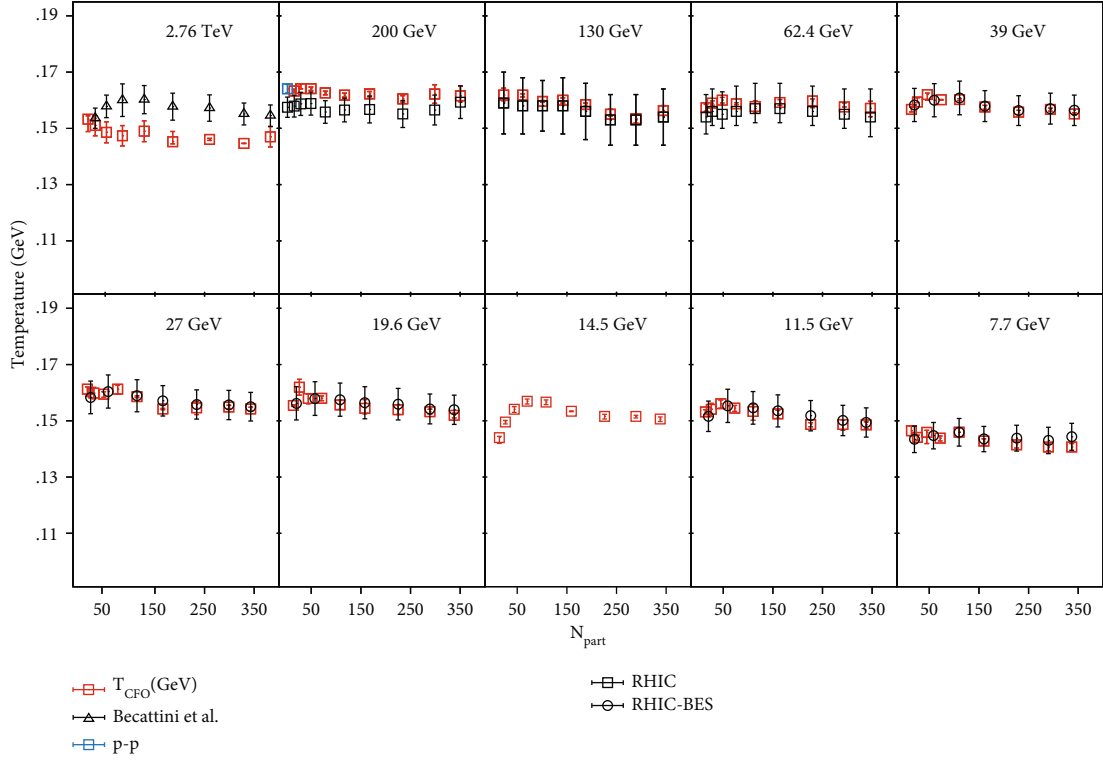 2.76 TeV
200 GeV
130 GeV
62.4 GeV
39 GeV
.19
.17
.15
.13
.11
27 GeV
19.6 GeV
14.5 GeV
11.5 GeV
7.7 GeV
.19
.17
.15
.13
.11
Temperature (GeV)
50 150 250 350
50 150 250 350
50 150 250 350
50 150 250 350
50 150 250 350
N_part
T_CFO(GeV)
Becattini et al.
p-p
RHIC
RHIC-BES